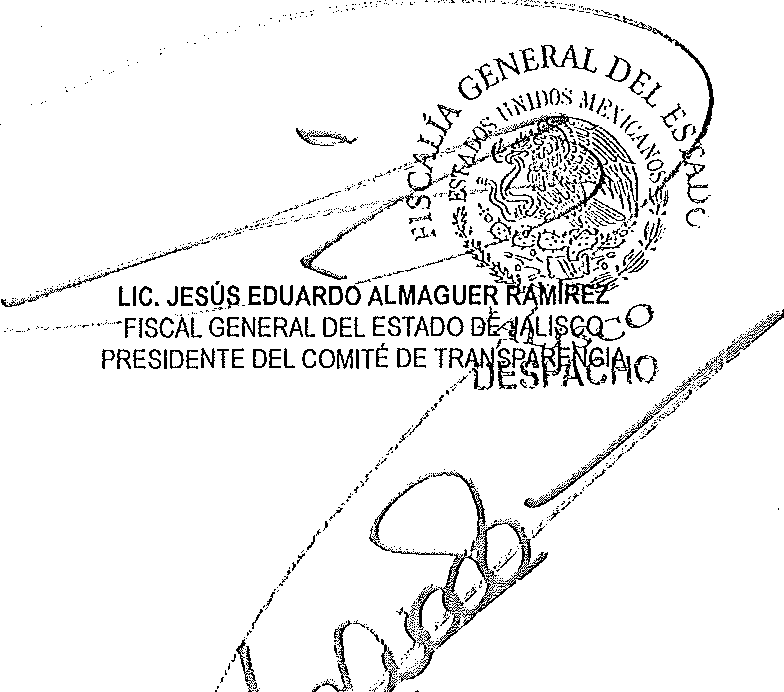 FISCALÍA GENERAL DEL ESTADO
ESTADOS UNIDOS MEXICANOS
LIC. JESÚS EDUARDO ALMAGUER RAMÍREZ
FISCAL GENERAL DEL ESTADO DE JALISCO
PRESIDENTE DEL COMITÉ DE TRANSPARENCIA
DESPACHO